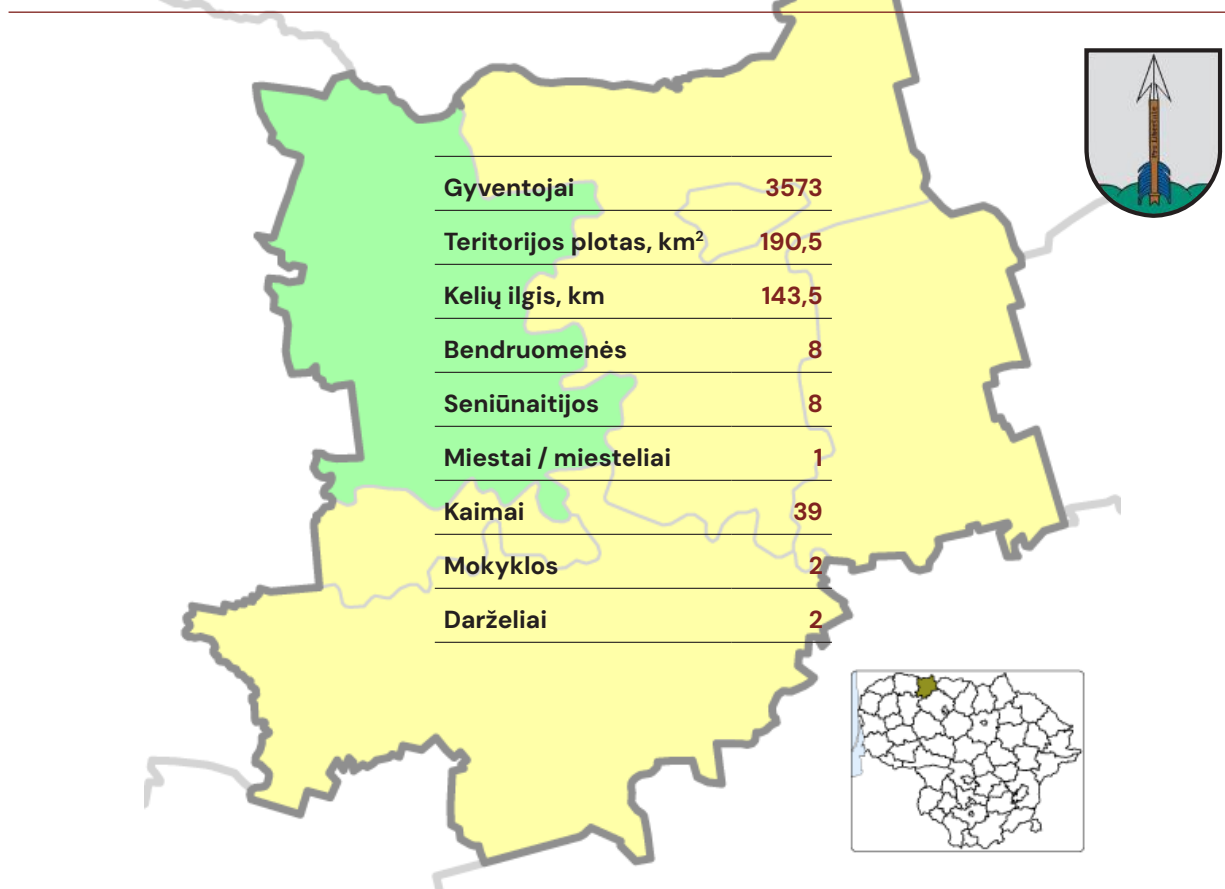 Gyventojai 3573
Teritorijos plotas, km² 190,5
Kelių ilgis, km 143,5
Bendruomenės 8
Seniūnaitijos 8
Miestai / miesteliai 1
Kaimai 39
Mokyklos 2
Darželiai 2